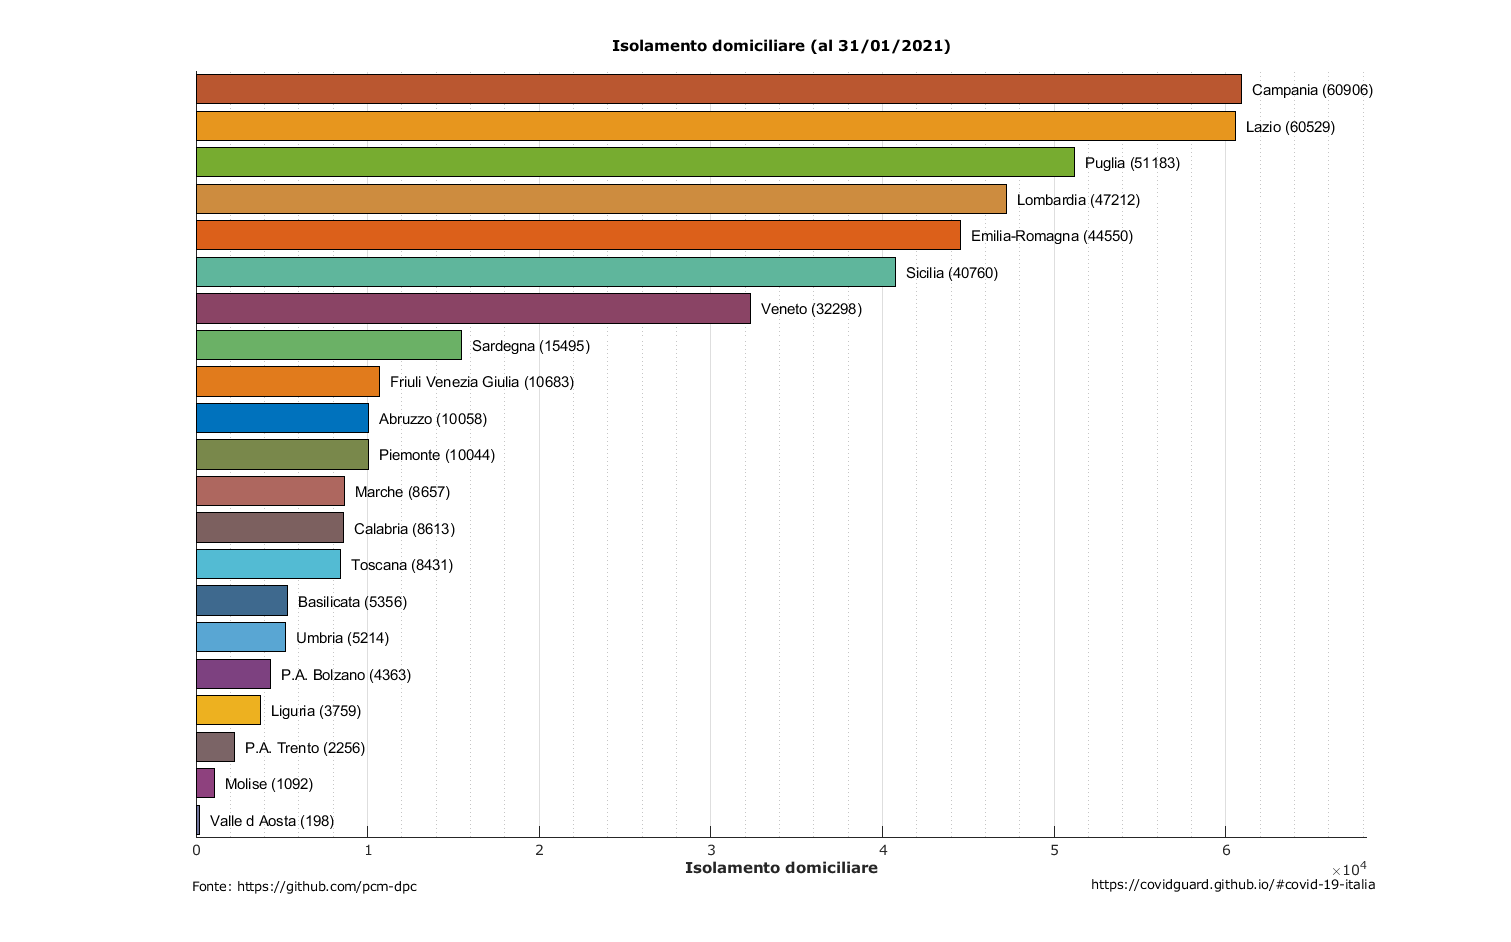 Isolamento domiciliare (al 31/01/2021)
Campania (60906)
Lazio (60529)
Puglia (51183)
Lombardia (47212)
Emilia-Romagna (44550)
Sicilia (40760)
Veneto (32298)
Sardegna (15495)
Friuli Venezia Giulia (10683)
Abruzzo (10058)
Piemonte (10044)
Marche (8657)
Calabria (8613)
Toscana (8431)
Basilicata (5356)
Umbria (5214)
P.A. Bolzano (4363)
Liguria (3759)
P.A. Trento (2256)
Molise (1092)
Valle d Aosta (198)
0 1 2 3 4 5 6
×10⁴
Isolamento domiciliare
Fonte: https://github.com/pcm-dpc
https://covidguard.github.io/#covid-19-italia